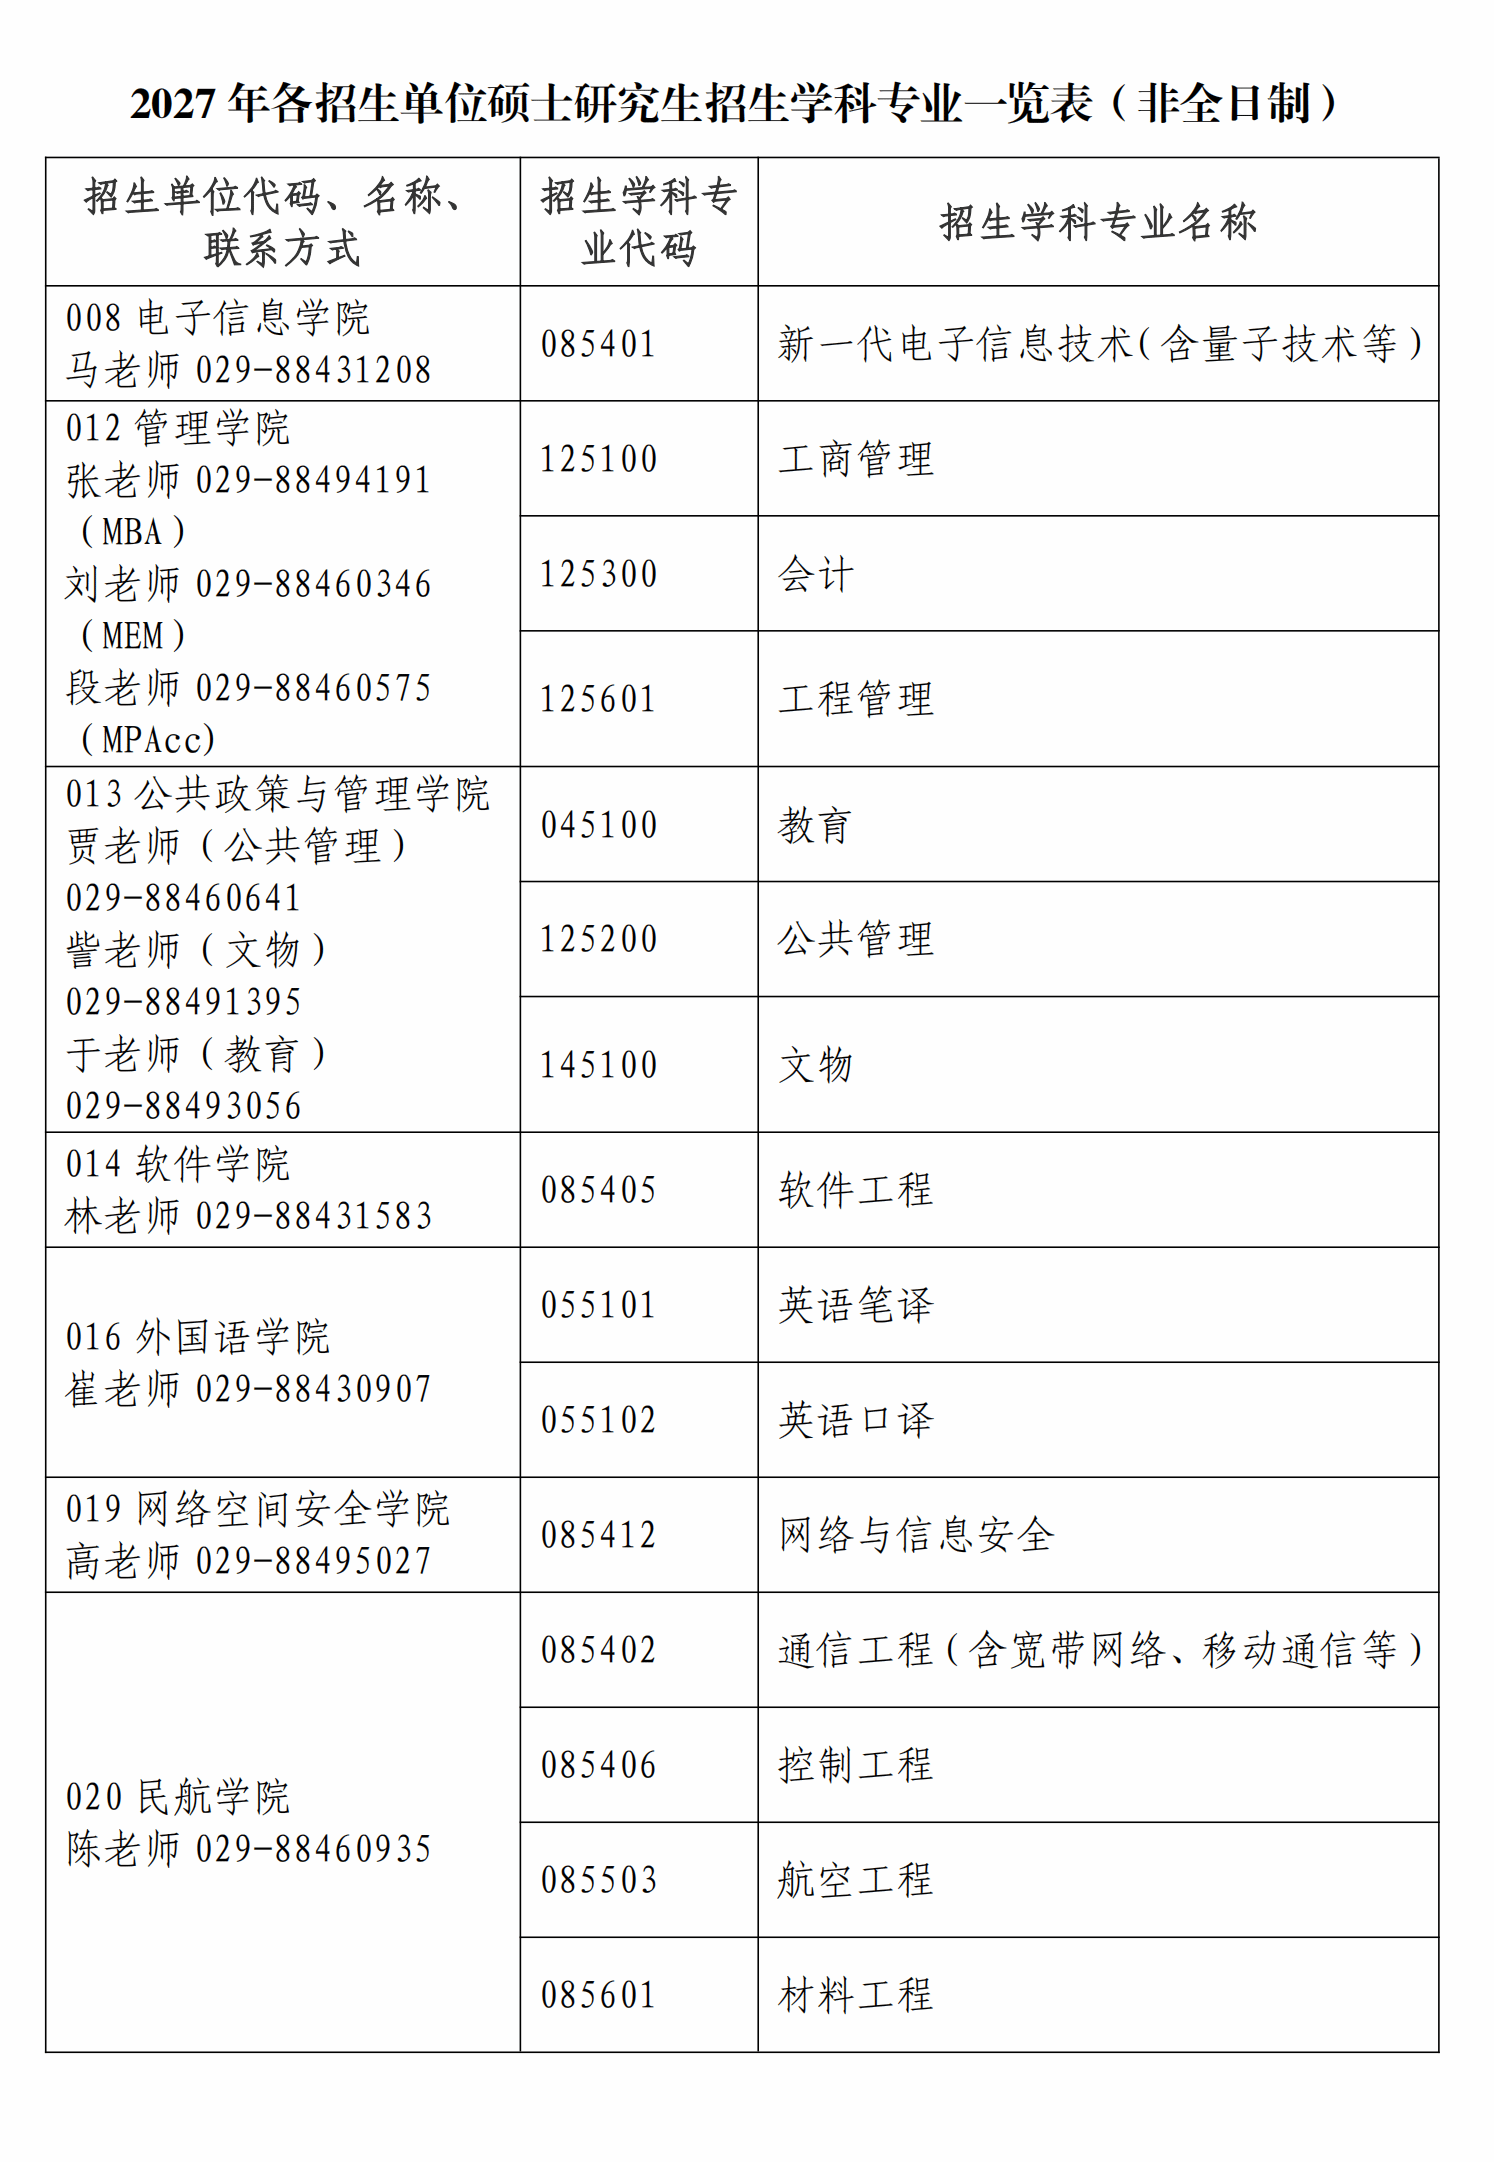 2027 年各招生单位硕士研究生招生学科专业一览表（非全日制）
招生单位代码、名称、
联系方式
招生学科专
业代码
招生学科专业名称
008 电子信息学院
马老师 029-88431208
085401
新一代电子信息技术(含量子技术等）
012 管理学院
张老师 029-88494191
（MBA）
刘老师 029-88460346
（MEM）
段老师 029-88460575
（MPAcc)
125100
工商管理
125300
会计
125601
工程管理
013 公共政策与管理学院
贾老师（公共管理）
029-88460641
訾老师（文物）
029-88491395
于老师（教育）
029-88493056
045100
教育
125200
公共管理
145100
文物
014 软件学院
林老师 029-88431583
085405
软件工程
016 外国语学院
崔老师 029-88430907
055101
英语笔译
055102
英语口译
019 网络空间安全学院
高老师 029-88495027
085412
网络与信息安全
020 民航学院
陈老师 029-88460935
085402
通信工程（含宽带网络、移动通信等）
085406
控制工程
085503
航空工程
085601
材料工程